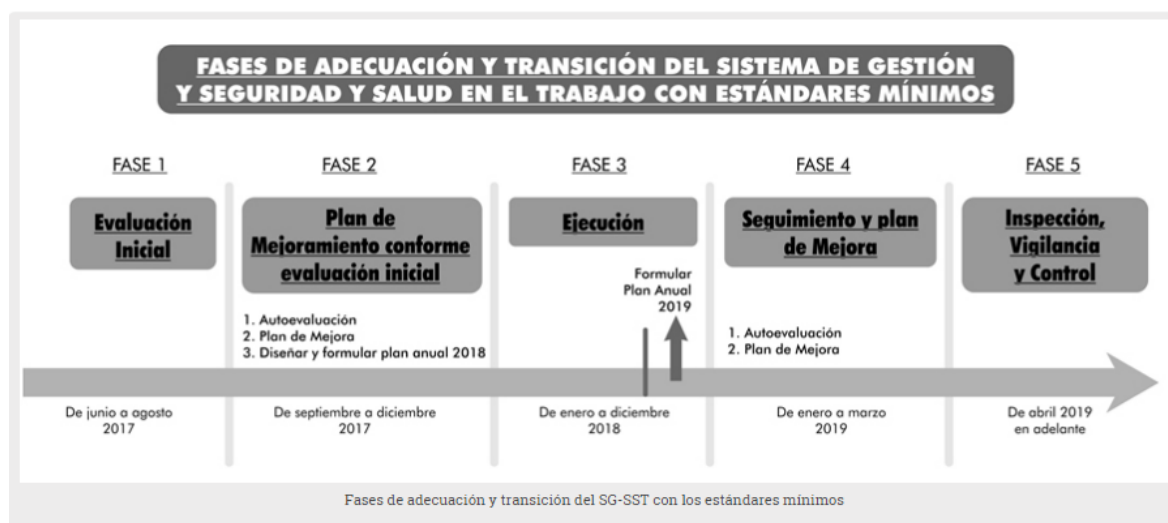 FASES DE ADECUACIÓN Y TRANSICIÓN DEL SISTEMA DE GESTIÓN
Y SEGURIDAD Y SALUD EN EL TRABAJO CON ESTÁNDARES MÍNIMOS
FASE 1
Evaluación
Inicial
De junio a agosto
2017
FASE 2
Plan de
Mejoramiento conforme
evaluación inicial
1. Autoevaluación
2. Plan de Mejora
3. Diseñar y formular plan anual 2018
De septiembre a diciembre
2017
FASE 3
Ejecución
Formular
Plan Anual
2019
De enero a diciembre
2018
FASE 4
Seguimiento y plan
de Mejora
1. Autoevaluación
2. Plan de Mejora
De enero a marzo
2019
FASE 5
Inspección,
Vigilancia
y Control
De abril 2019
en adelante
Fases de adecuación y transición del SG-SST con los estándares mínimos